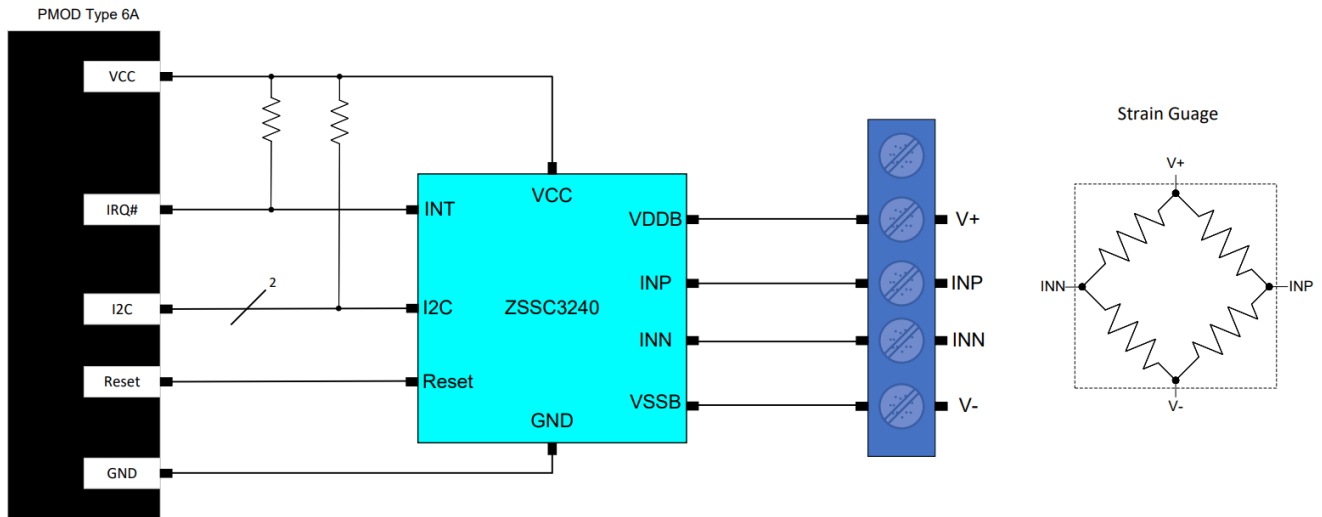 PMOD Type 6A
VCC
IRQ#
I2C
Reset
GND
2
VCC
INT
I2C
Reset
GND
ZSSC3240
VDDB
INP
INN
VSSB
V+
INP
INN
V-
Strain Guage
V+
INN
INP
V-